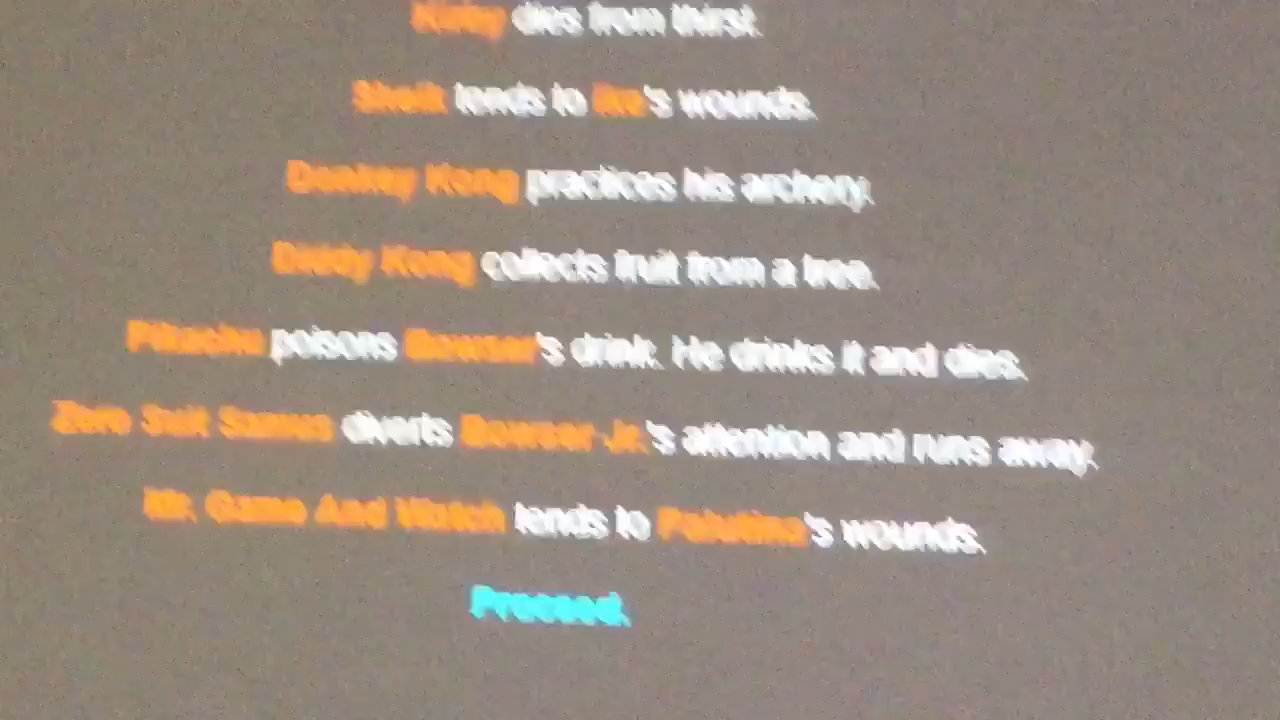 Kirby dies from thirst.
Sheik tends to Ike's wounds.
Donkey Kong practices his archery.
Diddy Kong collects fruit from a tree.
Pikachu poisons Bowser's drink. He drinks it and dies.
Zero Suit Samus diverts Bowser Jr.'s attention and runs away.
Mr. Game And Watch tends to Palutena's wounds.
Proceed.